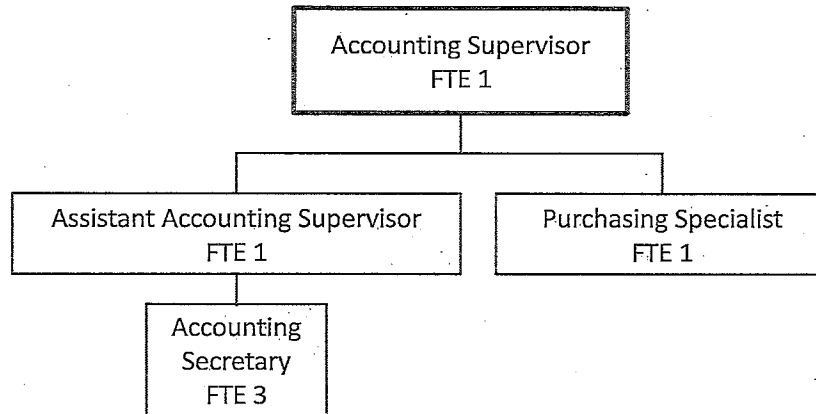 Accounting Supervisor
FTE 1
Assistant Accounting Supervisor
FTE 1
Purchasing Specialist
FTE 1
Accounting
Secretary
FTE 3